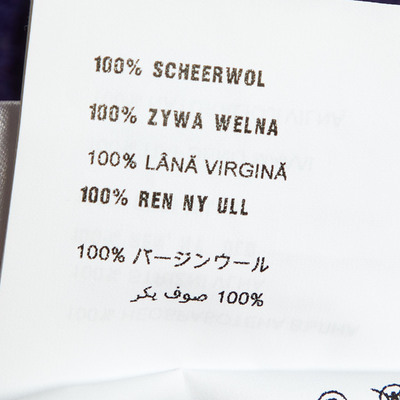 100% SCHEERWOL
100% ZYWA WELNA
100% LÂNĂ VIRGINĂ
100% REN NY ULL
100% バージンウール
100% صوف بكر